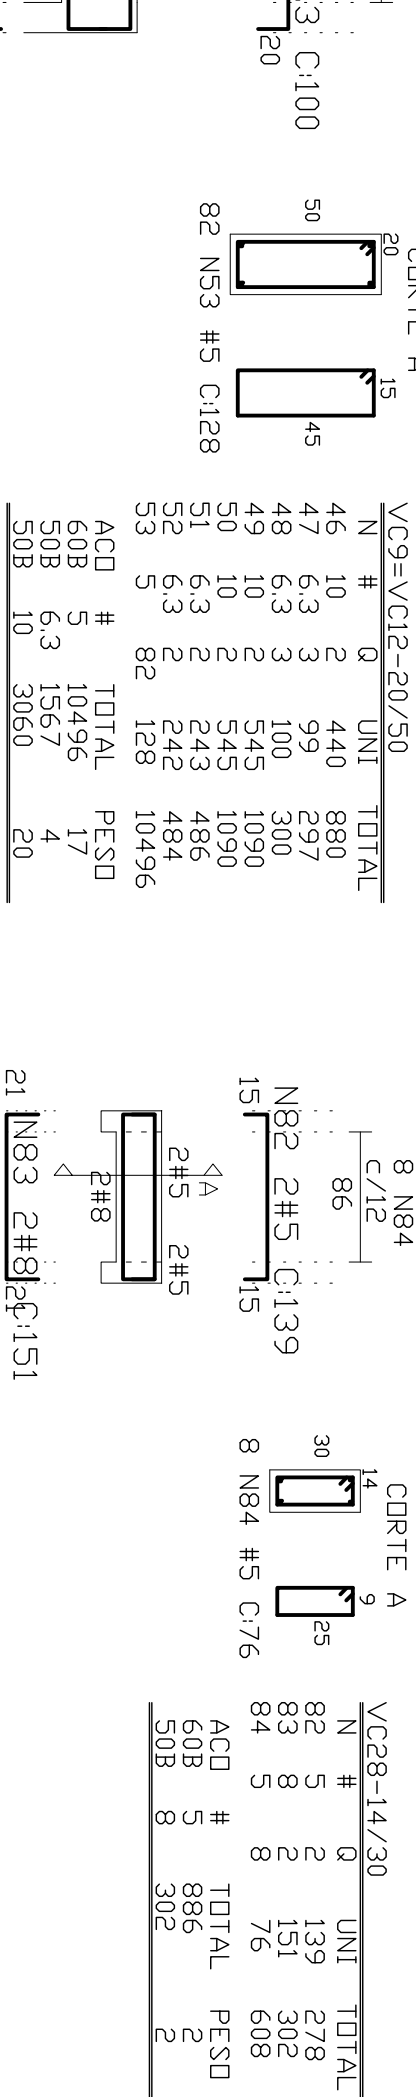 3 C:100
20
CORTE A
50
20
15
45
82 N53 #5 C:128
VC9=VC12-20/50
N # Q UNI TOTAL
46 10 2 440 880
47 6.3 3 99 297
48 6.3 3 100 300
49 10 2 545 1090
50 10 2 545 1090
51 6.3 2 243 486
52 6.3 2 242 484
53 5 82 128 10496
ACO # TOTAL PESO
60B 5 10496 17
50B 6.3 1567 4
50B 10 3060 20
8 N84
c/12
86
N82 2#5 C:139
15 15
A
2#5 2#5
2#8
N83 2#8 C:151
21 21
CORTE A
30
14
9
25
8 N84 #5 C:76
VC28-14/30
N # Q UNI TOTAL
82 5 2 139 278
83 8 2 151 302
84 5 8 76 608
ACO # TOTAL PESO
60B 5 886 2
50B 8 302 2